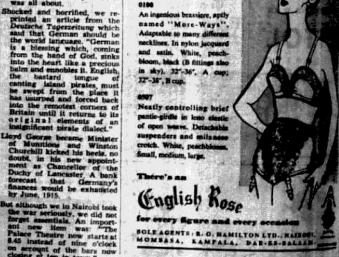 was all about.
Shocked and horrified, we re-
printed an article from the
Deutsche Tageszeitung which
said that German should be
the world language. "German
is a blessing which, coming
from the hand of God, sinks
into the heart like a precious
balm and ennobles it. English,
the bastard tongue of
canting island pirates, must
be swept from the place it
has usurped and forced back
into the remotest corners of
Britain until it returns to its
original elements of an
insignificant pirate dialect."
Lloyd George became Minister
of Munitions and Winston
Churchill kicked his heels, no
doubt, in his new appoint-
ment as Chancellor of the
Duchy of Lancaster. A bank
forecast that Germany's
finances would be exhausted
by June, 1915.
But although we in Nairobi took
the war seriously, we did not
forget essentials. An import-
ant new item was: "The
Palace Theatre now starts at
8.45 instead of nine o'clock
on account of the bars now
0100
An ingenious brassiere, aptly
named "More-Ways".
Adaptable to many different
necklines. In nylon jacquard
and satin. White, peach-
bloom, black (B fittings also
in sky). 32"-36", A cup;
32"-38", B cup.
0707
Neatly controlling brief
pantie-girdle in leno elastic
of open weave. Detachable
suspenders and milanese
crotch. White, peachbloom.
Small, medium, large.
There's an
English Rose
for every figure and every occasion
SOLE AGENTS: E. O. HAMILTON LTD., NAIROBI,
MOMBASA, KAMPALA, DAR-ES-SALAAM